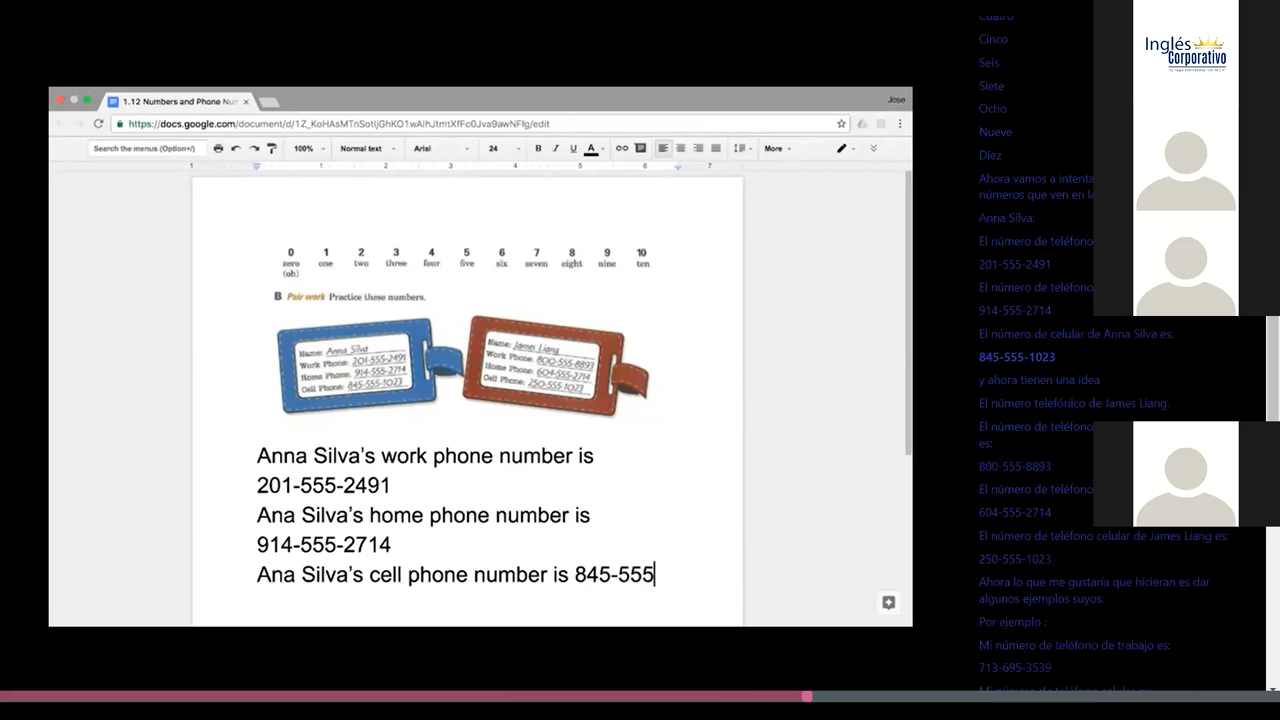 1.12 Numbers and Phone Nu
Jose
https://docs.google.com/document/d/1Z_KoHAsMTnSotIjGhKO1wAIhJtmtXfFc0Jva9awNFIg/edit
Search the menus (Option+/)
100%
Normal text
Arial
24
B I U A
More
1 1 2 3 4 5 6 7
0 1 2 3 4 5 6 7 8 9 10
zero one two three four five six seven eight nine ten
(oh)
B Pair work Practice these numbers.
Name: Anna Silva
Work Phone: 201-555-2491
Home Phone: 914-555-2714
Cell Phone: 845-555-1023
Name: James Liang
Work Phone: 800-555-8893
Home Phone: 604-555-2714
Cell Phone: 250-555-1023
Anna Silva's work phone number is
201-555-2491
Ana Silva's home phone number is
914-555-2714
Ana Silva's cell phone number is 845-555
Cuatro
Cinco
Seis
Siete
Ocho
Nueve
Diez
Ahora vamos a intenta
números que ven en la
Anna Silva:
El número de teléfono
201-555-2491
El número de teléfono
914-555-2714
El número de celular de Anna Silva es:
845-555-1023
y ahora tienen una idea
El número telefónico de James Liang.
El número de teléfono
es:
800-555-8893
El número de teléfono
604-555-2714
El número de teléfono celular de James Liang es:
250-555-1023
Ahora lo que me gustaría que hicieran es dar
algunos ejemplos suyos.
Por ejemplo :
Mi número de teléfono de trabajo es:
713-695-3539
Inglés
Corporativo